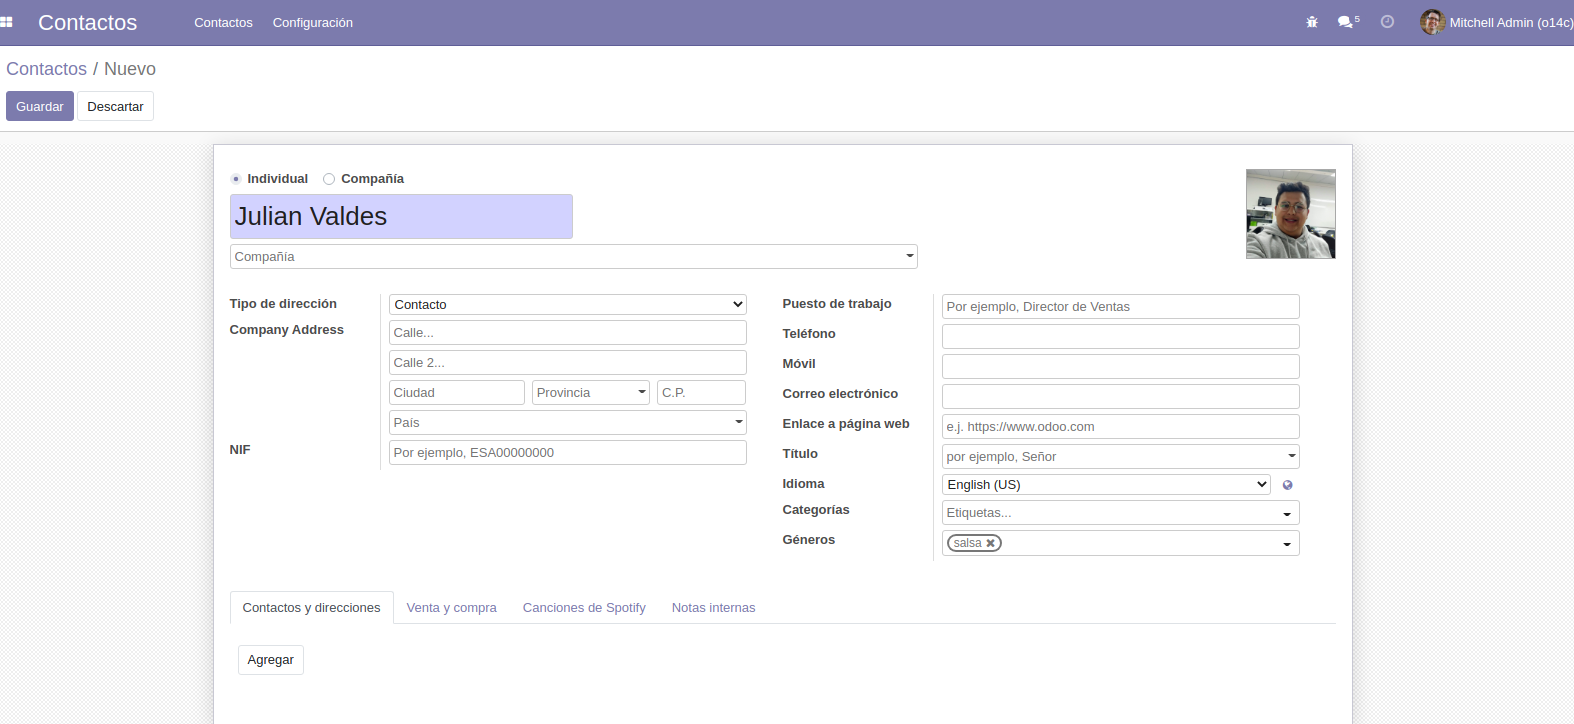 Contactos Contactos Configuración 5 Mitchell Admin (o14c)
Contactos / Nuevo
Guardar Descartar
Individual Compañía
Julian Valdes
Compañía
Tipo de dirección Contacto
Company Address Calle...
Calle 2...
Ciudad Provincia C.P.
País
NIF Por ejemplo, ESA00000000
Puesto de trabajo Por ejemplo, Director de Ventas
Teléfono
Móvil
Correo electrónico
Enlace a página web e.j. https://www.odoo.com
Título por ejemplo, Señor
Idioma English (US)
Categorías Etiquetas...
Géneros salsa
Contactos y direcciones Venta y compra Canciones de Spotify Notas internas
Agregar